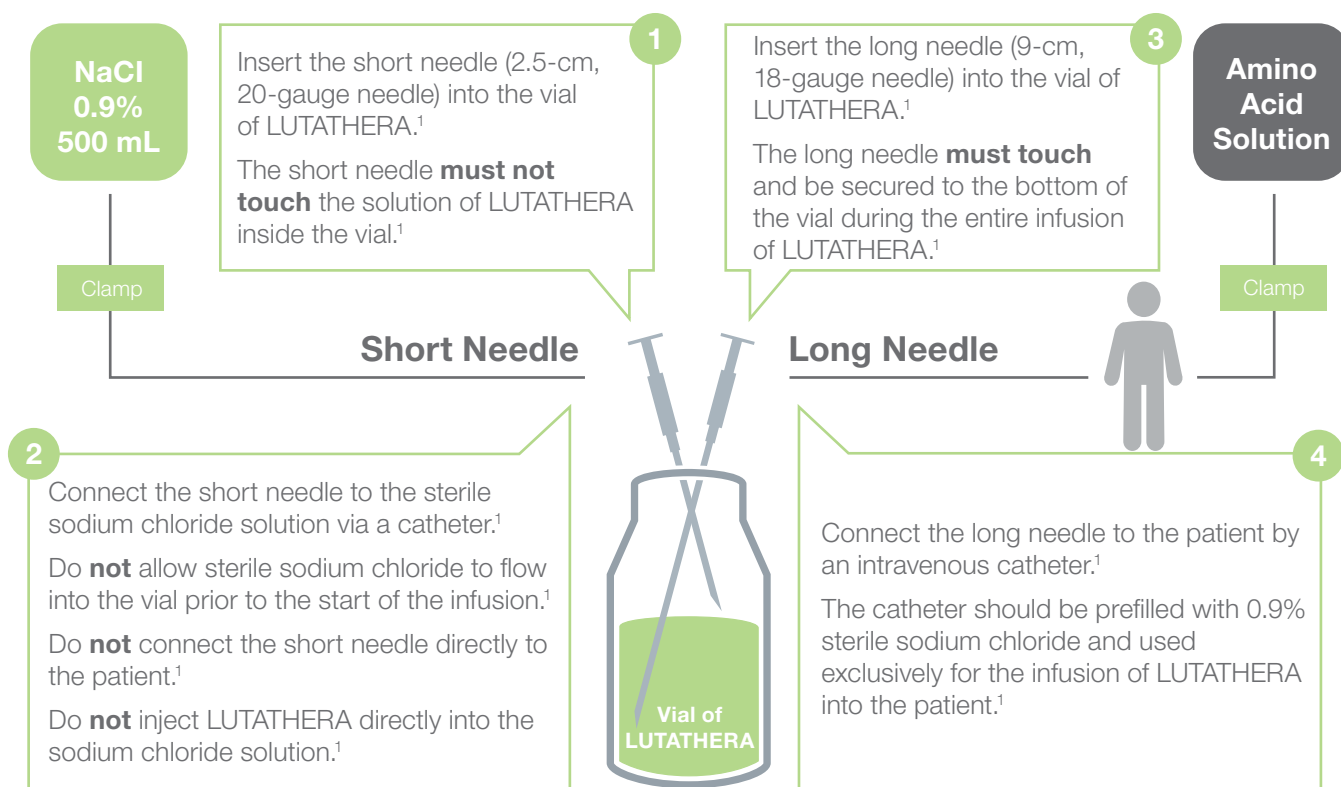 NaCl
0.9%
500 mL
Clamp
1
Insert the short needle (2.5-cm,
20-gauge needle) into the vial
of LUTATHERA.¹
The short needle must not
touch the solution of LUTATHERA
inside the vial.¹
3
Insert the long needle (9-cm,
18-gauge needle) into the vial of
LUTATHERA.¹
The long needle must touch
and be secured to the bottom of
the vial during the entire infusion
of LUTATHERA.¹
Amino
Acid
Solution
Clamp
Short Needle
Long Needle
2
Connect the short needle to the sterile
sodium chloride solution via a catheter.¹
Do not allow sterile sodium chloride to flow
into the vial prior to the start of the infusion.¹
Do not connect the short needle directly to
the patient.¹
Do not inject LUTATHERA directly into the
sodium chloride solution.¹
Vial of
LUTATHERA
4
Connect the long needle to the patient by
an intravenous catheter.¹
The catheter should be prefilled with 0.9%
sterile sodium chloride and used
exclusively for the infusion of LUTATHERA
into the patient.¹